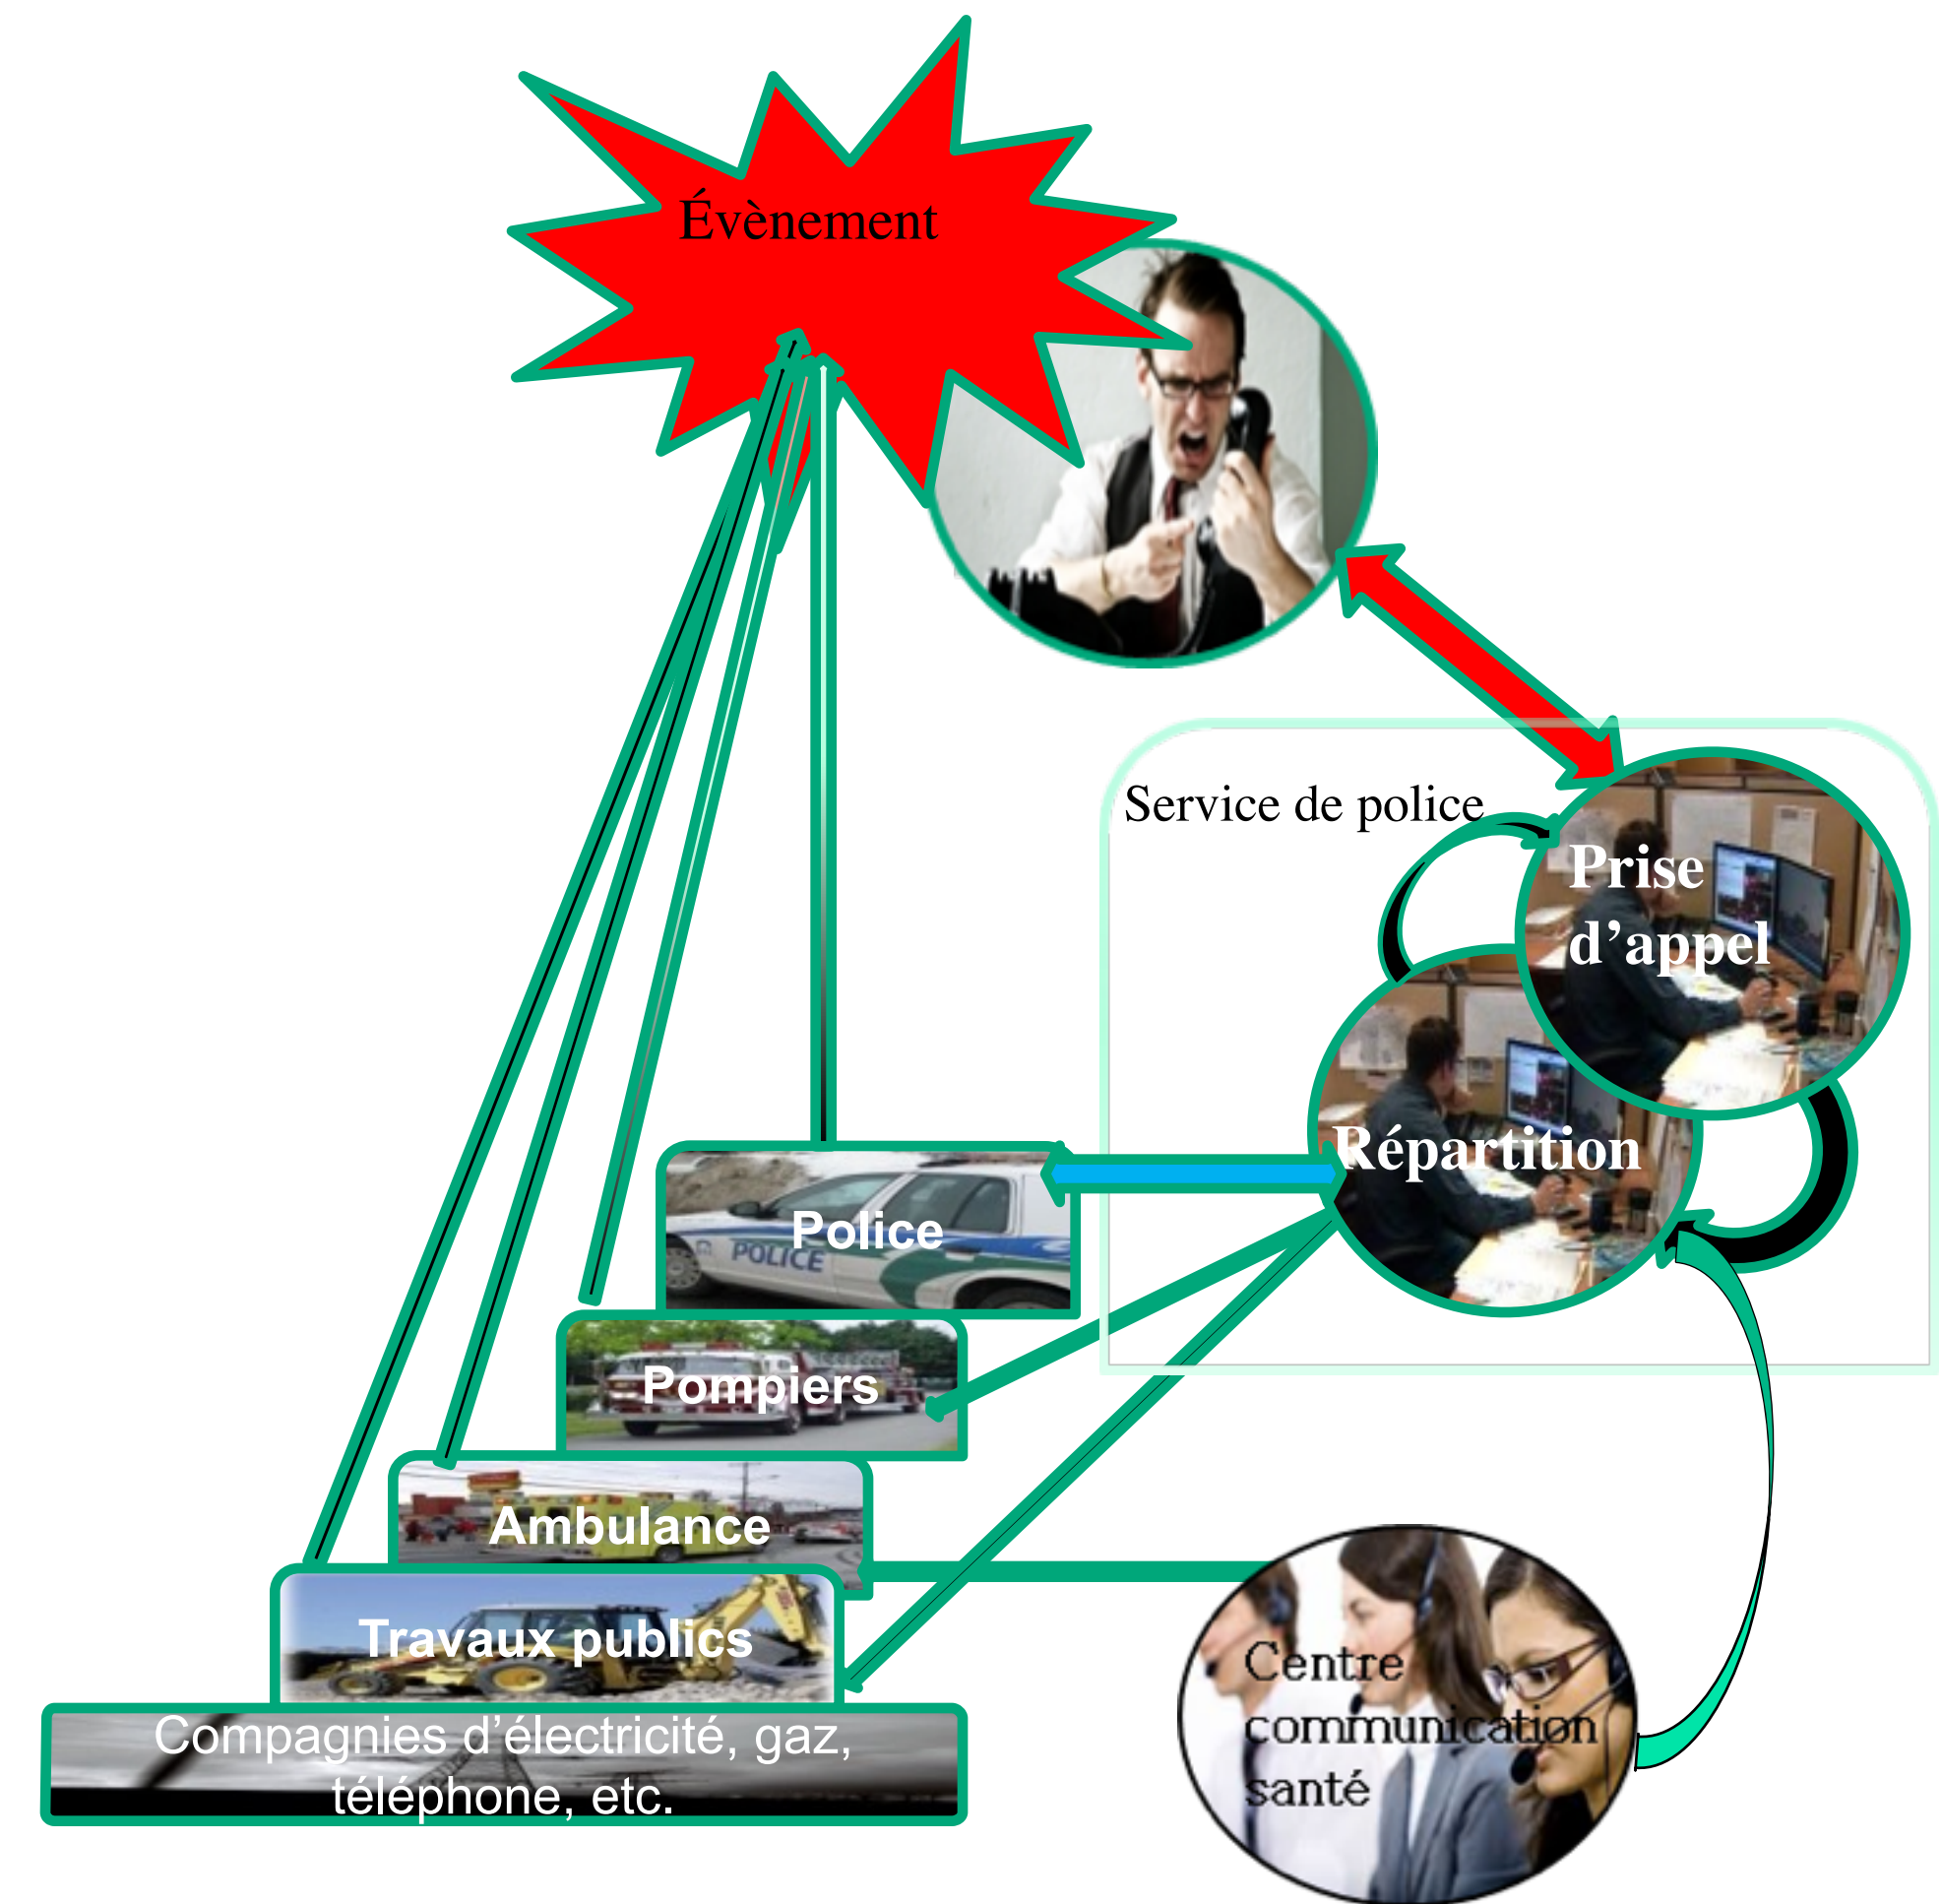 Évènement
Service de police
Prise
d’appel
Répartition
Police
POLICE
Pompiers
Ambulance
Travaux publics
Compagnies d’électricité, gaz,
téléphone, etc.
Centre
communication
santé